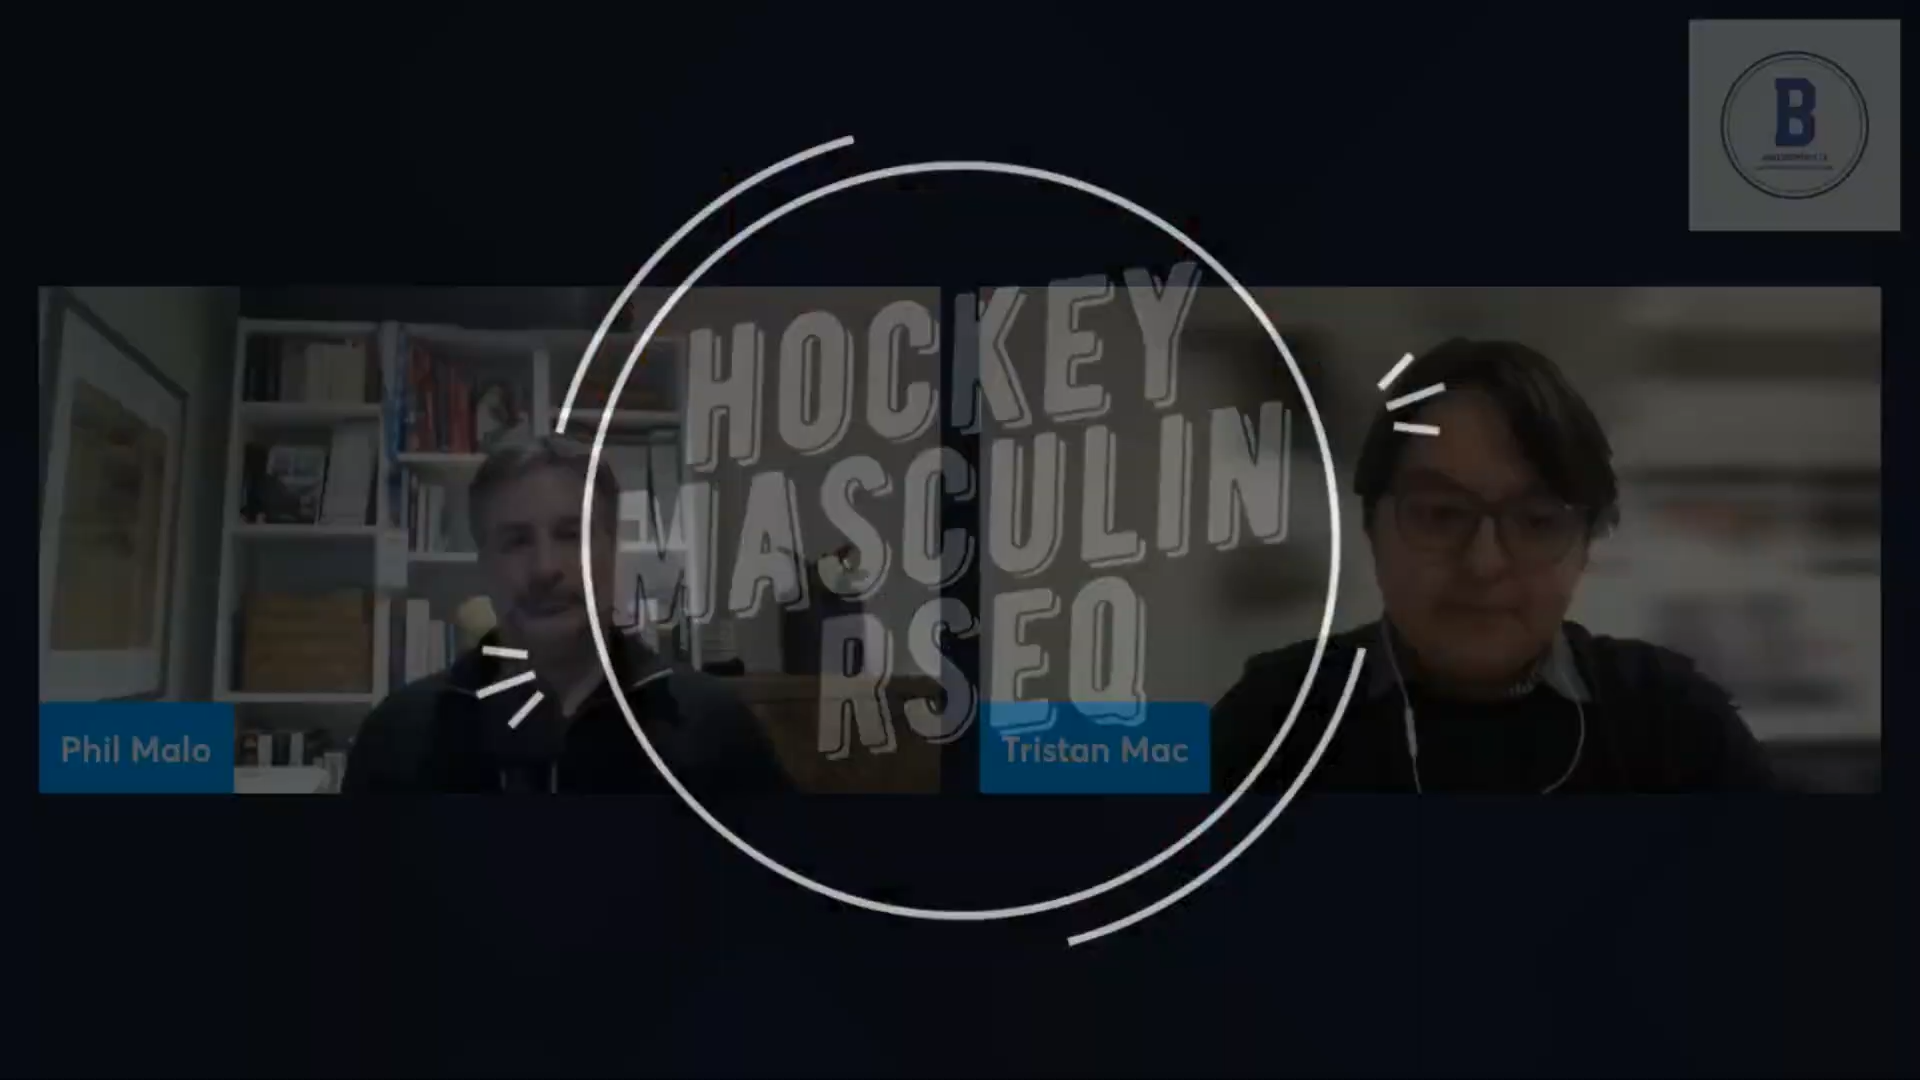 B
HOCKEY
MASCULIN
RSEQ
Phil Malo
Tristan Mac